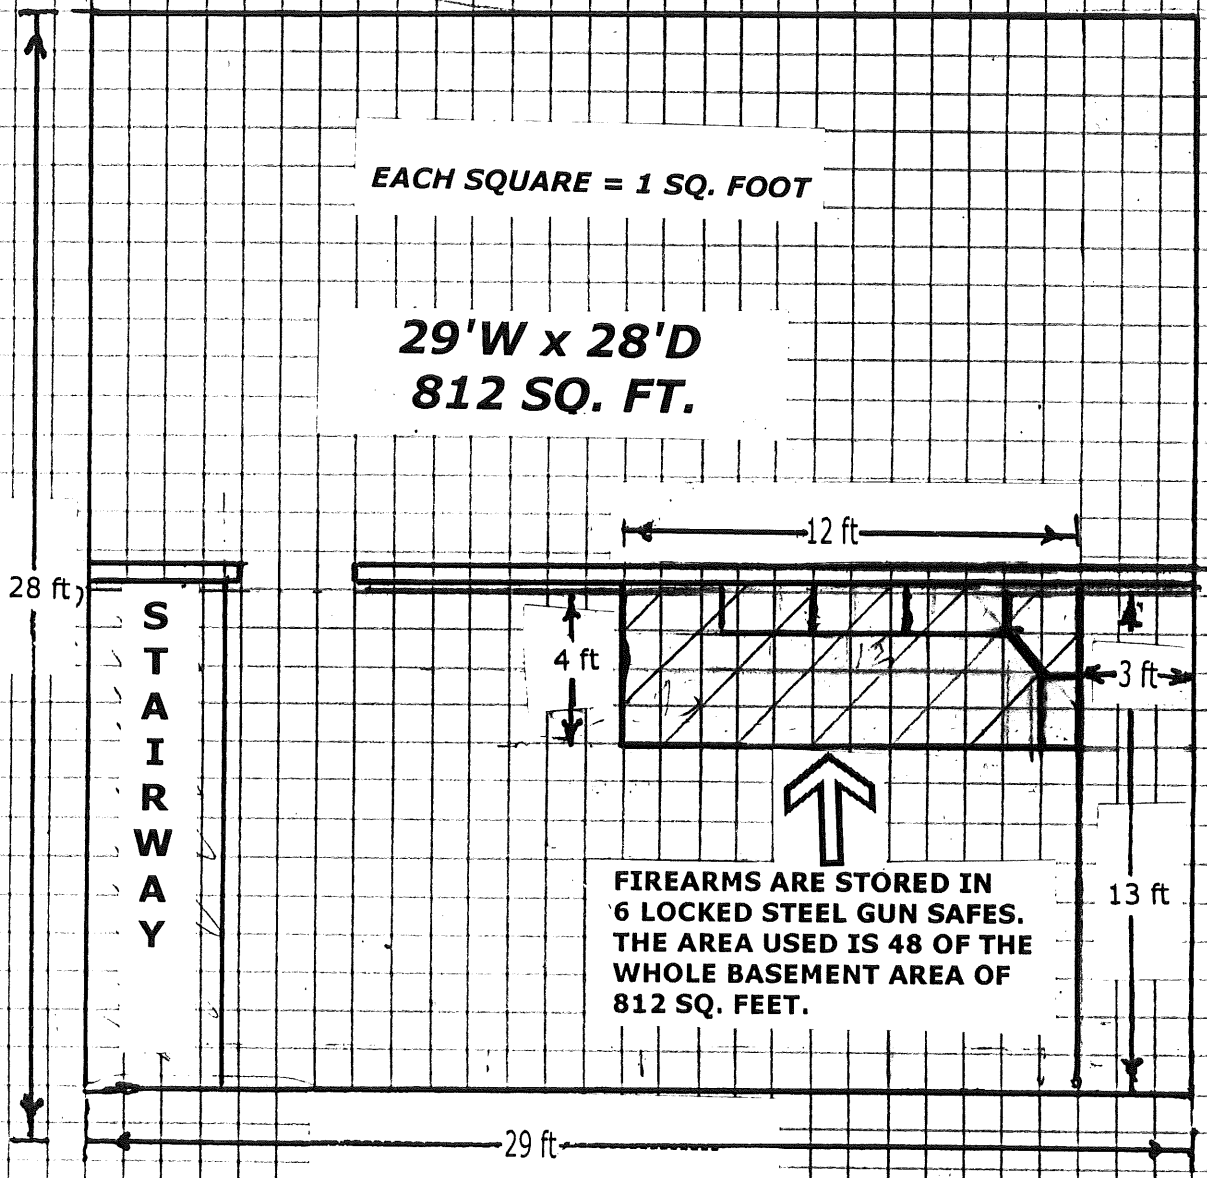 EACH SQUARE = 1 SQ. FOOT
29'W x 28'D
812 SQ. FT.
12 ft
28 ft
S
T
A
I
R
W
A
Y
4 ft
3 ft
FIREARMS ARE STORED IN
6 LOCKED STEEL GUN SAFES.
THE AREA USED IS 48 OF THE
WHOLE BASEMENT AREA OF
812 SQ. FEET.
13 ft
29 ft